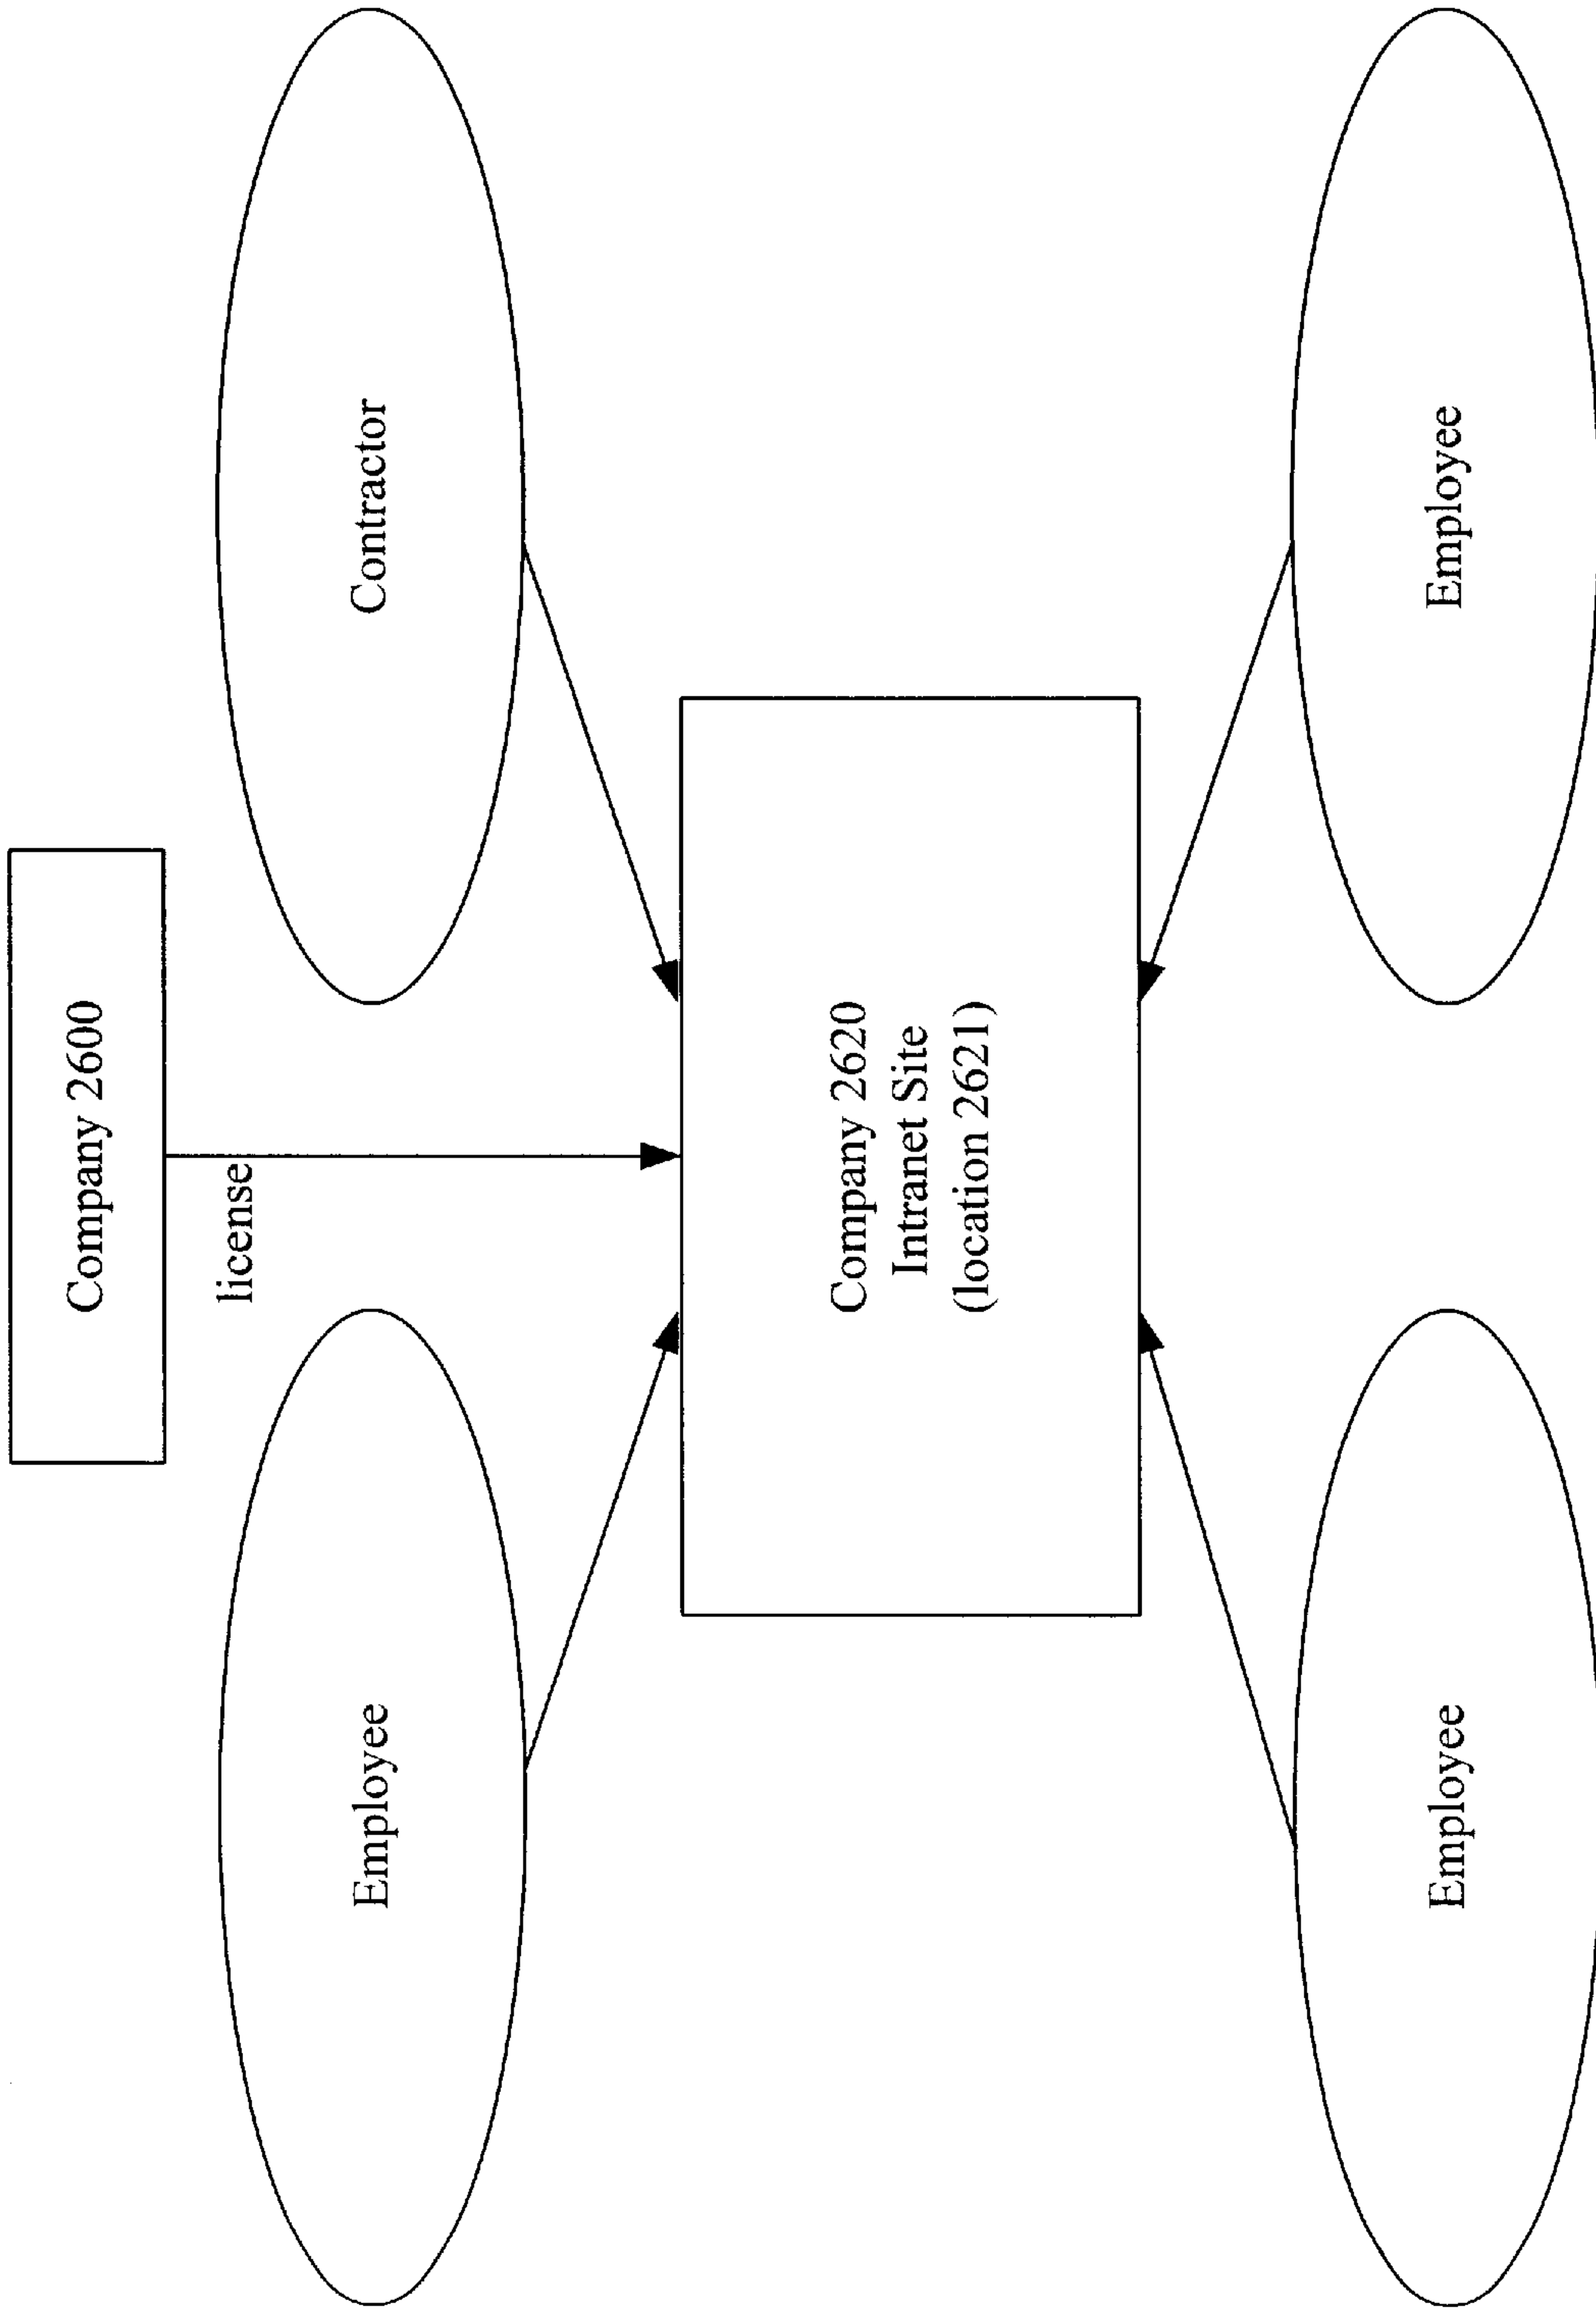 Company 2600
license
Employee
Contractor
Company 2620
Intranet Site
(location 2621)
Employee
Employee